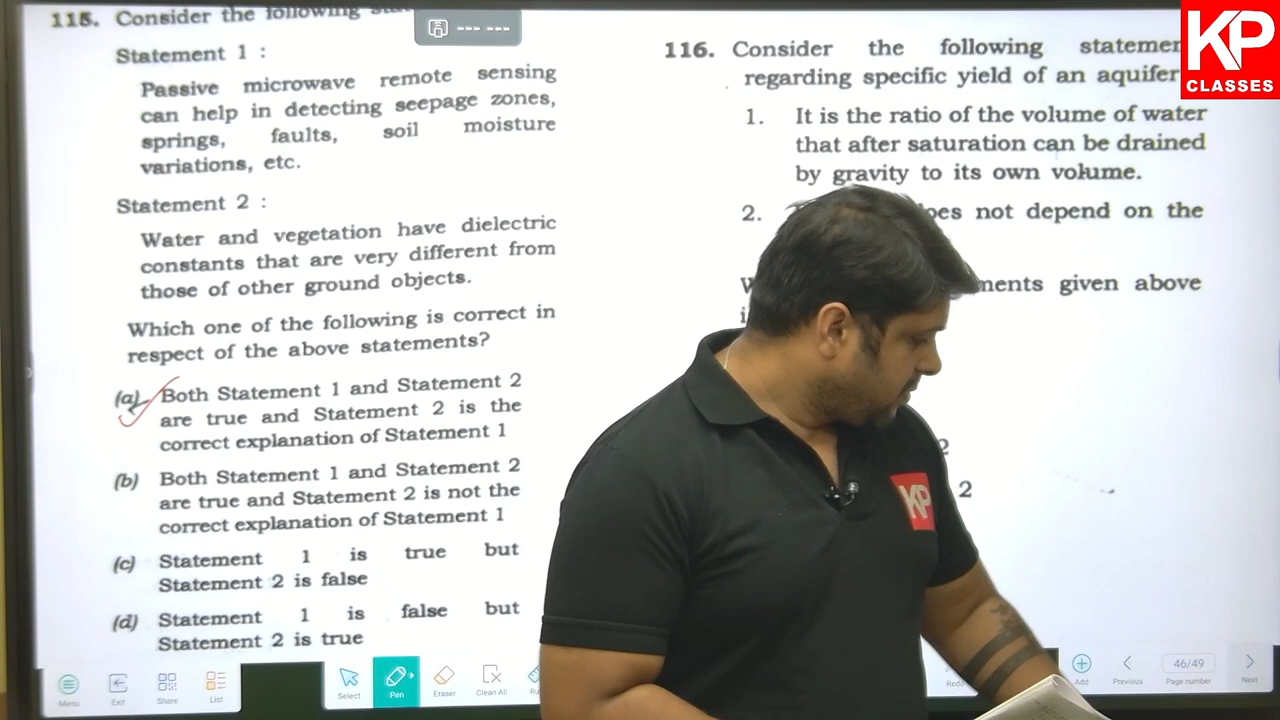 115. Consider the following
Statement 1 :
Passive microwave remote sensing
can help in detecting seepage zones,
springs, faults, soil moisture
variations, etc.
Statement 2 :
Water and vegetation have dielectric
constants that are very different from
those of other ground objects.
Which one of the following is correct in
respect of the above statements?
(a) Both Statement 1 and Statement 2
are true and Statement 2 is the
correct explanation of Statement 1
(b) Both Statement 1 and Statement 2
are true and Statement 2 is not the
correct explanation of Statement 1
(c) Statement 1 is true but
Statement 2 is false
(d) Statement 1 is false but
Statement 2 is true
116. Consider the following
regarding specific yield of an aquifer
1. It is the ratio of the volume of water
that after saturation can be drained
by gravity to its own volume.
2. not depend on the
given above
2
2
KP
CLASSES
KP
Menu
Exit
Share
List
Select
Pen
Eraser
Clean All
Redo
Add
Previous
46/49
Page number
Next